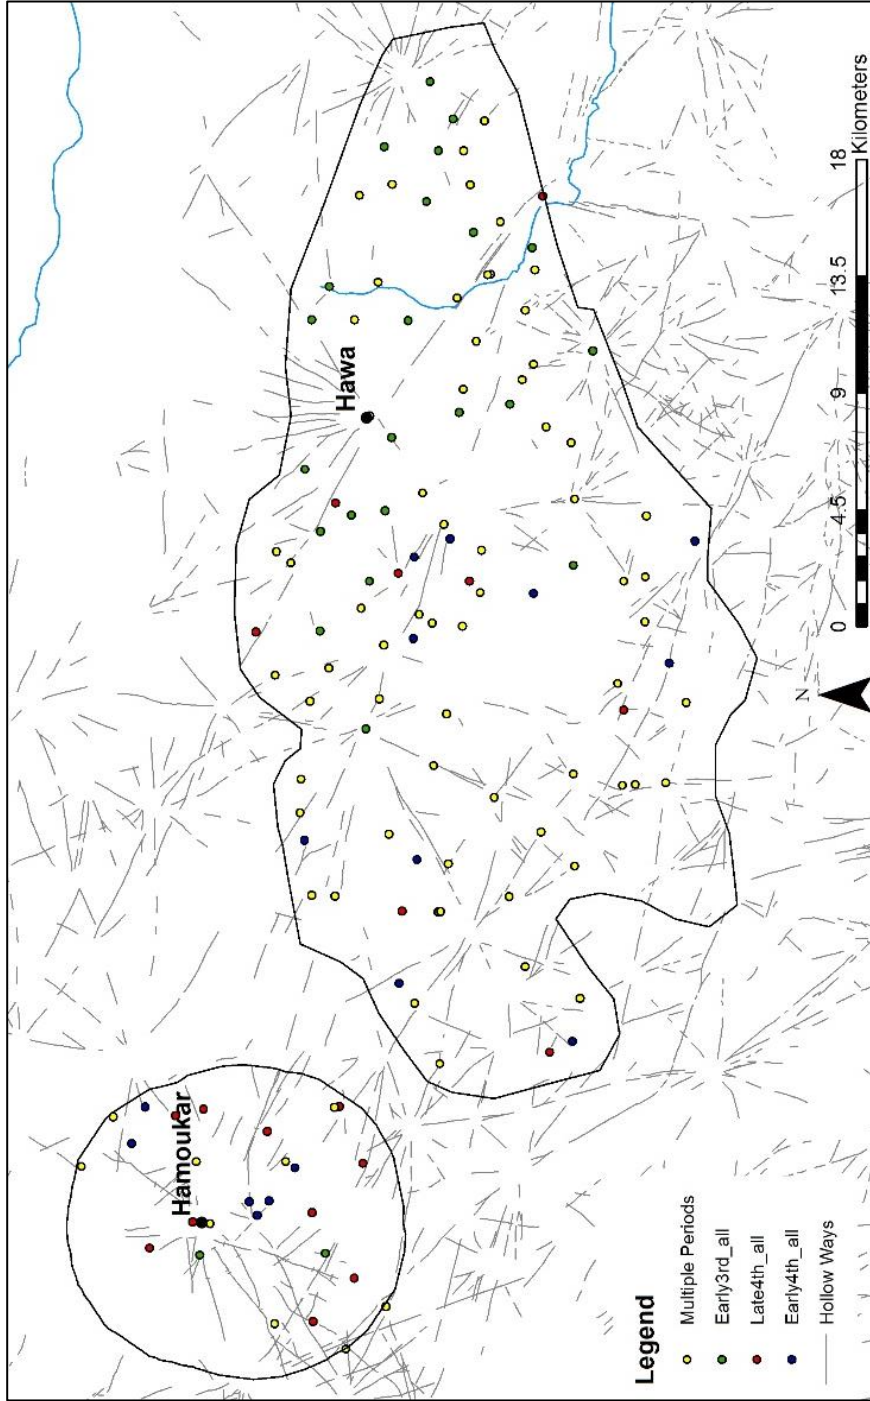 Hamoukar
Hawa
Legend
Multiple Periods
Early3rd_all
Late4th_all
Early4th_all
Hollow Ways
N
0 4.5 9 13.5 18
Kilometers